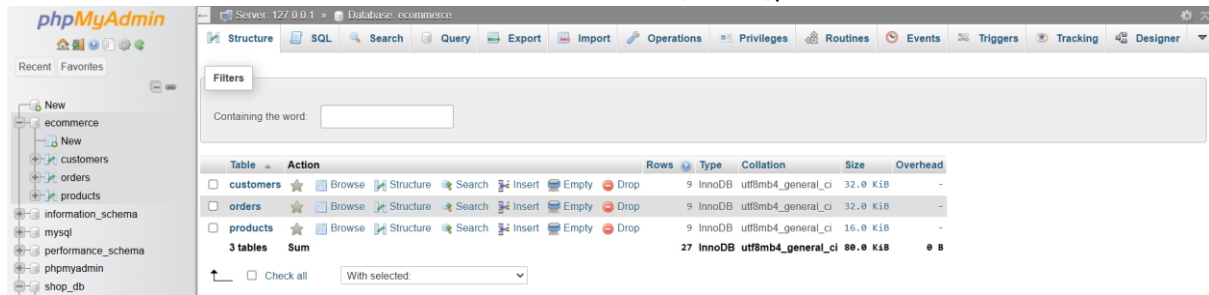 phpMyAdmin
Recent Favorites
New
ecommerce
New
customers
orders
products
information_schema
mysql
performance_schema
phpmyadmin
shop_db
Server: 127.0.0.1 » Database: ecommerce
Structure SQL Search Query Export Import Operations Privileges Routines Events Triggers Tracking Designer
Filters
Containing the word:
Table Action Rows Type Collation Size Overhead
customers Browse Structure Search Insert Empty Drop 9 InnoDB utf8mb4_general_ci 32.0 KiB -
orders Browse Structure Search Insert Empty Drop 9 InnoDB utf8mb4_general_ci 32.0 KiB -
products Browse Structure Search Insert Empty Drop 9 InnoDB utf8mb4_general_ci 16.0 KiB -
3 tables Sum 27 InnoDB utf8mb4_general_ci 80.0 KiB 0 B
Check all With selected: